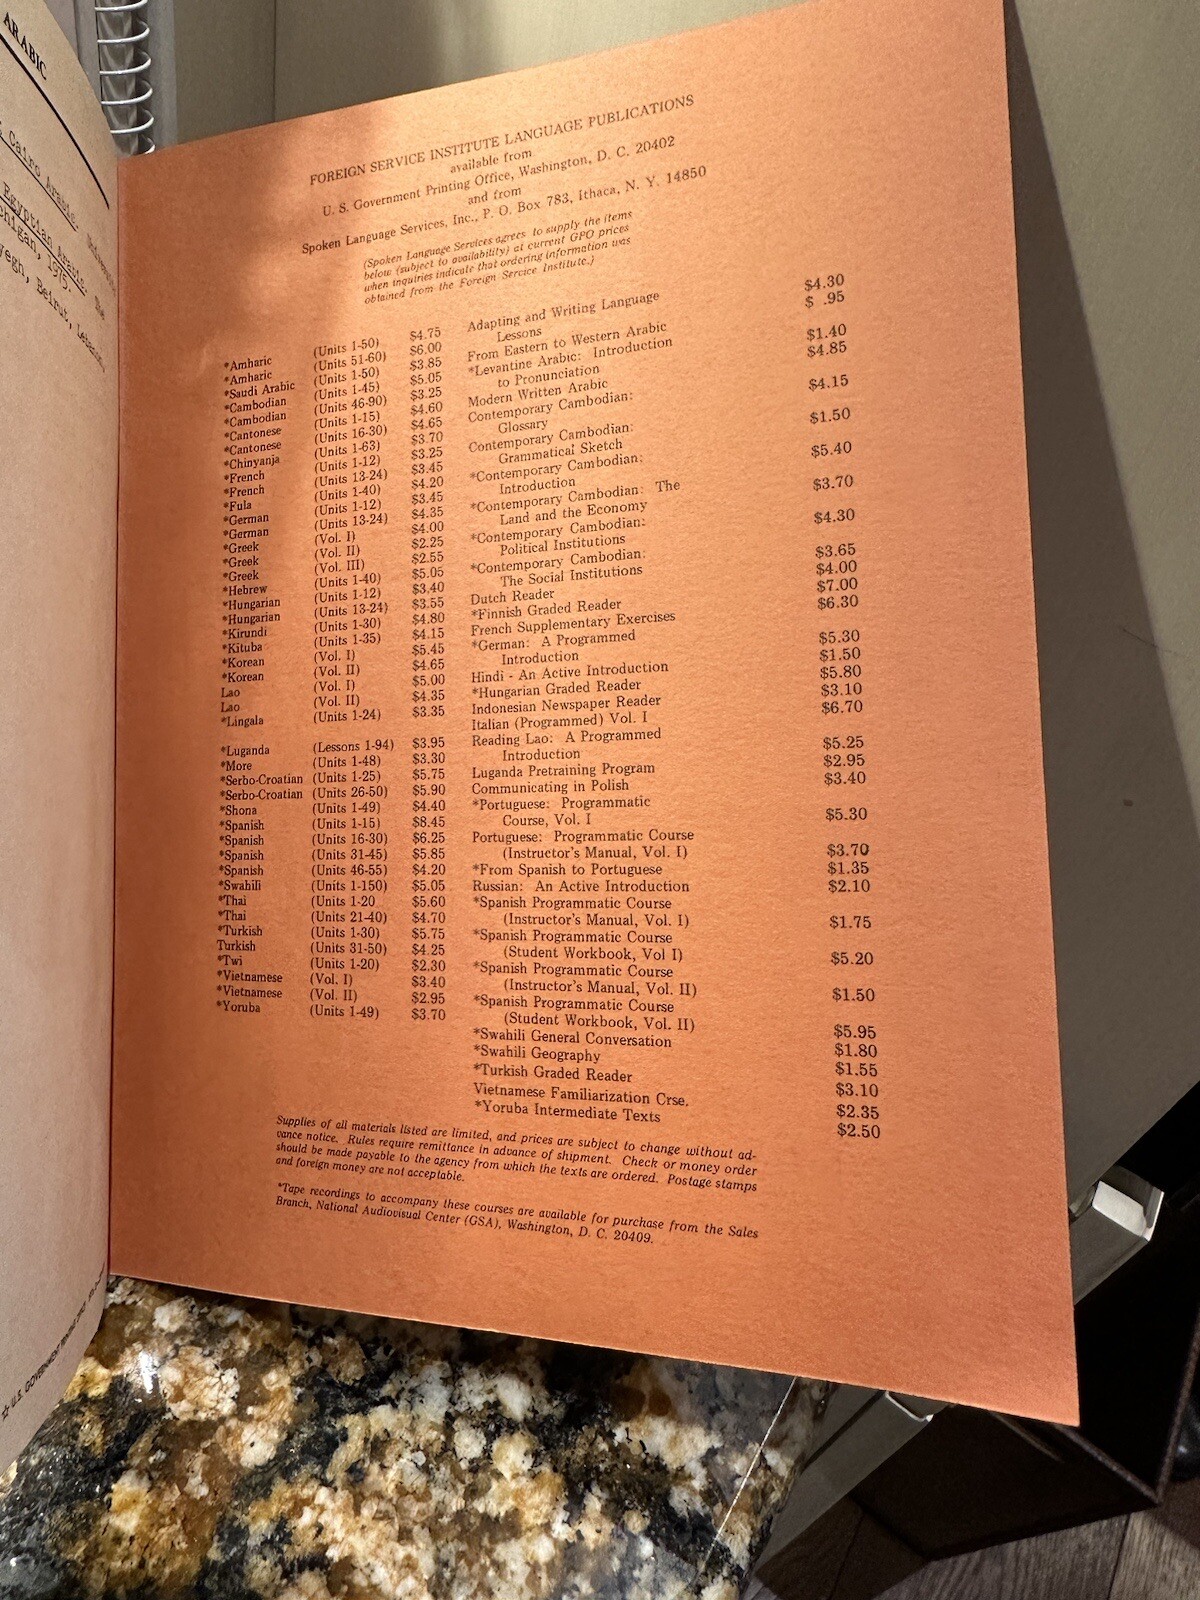 ARABIC
Cairo Arabic.
Egyptian Arabic. The
1975.
Beirut, Lebanon
☆ U.S. GOVERNMENT PRINTING
FOREIGN SERVICE INSTITUTE LANGUAGE PUBLICATIONS
available from
U. S. Government Printing Office, Washington, D. C. 20402
and from
Spoken Language Services, Inc., P. O. Box 783, Ithaca, N. Y. 14850
(Spoken Language Services agrees to supply the items
below (subject to availability) at current GPO prices
when inquiries indicate that ordering information was
obtained from the Foreign Service Institute.)
*Amharic (Units 1-50) $4.75
*Amharic (Units 51-60) $6.00
*Saudi Arabic (Units 1-50) $3.85
*Cambodian (Units 1-45) $5.05
*Cambodian (Units 46-90) $3.25
*Cantonese (Units 1-15) $4.60
*Cantonese (Units 16-30) $4.65
*Chinyanja (Units 1-63) $3.70
*French (Units 1-12) $3.25
*French (Units 13-24) $3.45
*Fula (Units 1-40) $4.20
*German (Units 1-12) $3.45
*German (Units 13-24) $4.35
*Greek (Vol. I) $4.00
*Greek (Vol. II) $2.25
*Greek (Vol. III) $2.55
*Hebrew (Units 1-40) $5.05
*Hungarian (Units 1-12) $3.40
*Hungarian (Units 13-24) $3.55
*Kirundi (Units 1-30) $4.80
*Kituba (Units 1-35) $4.15
*Korean (Vol. I) $5.45
*Korean (Vol. II) $4.65
Lao (Vol. I) $5.00
Lao (Vol. II) $4.35
*Lingala (Units 1-24) $3.35
*Luganda (Lessons 1-94) $3.95
*More (Units 1-48) $3.30
*Serbo-Croatian (Units 1-25) $5.75
*Serbo-Croatian (Units 26-50) $5.90
*Shona (Units 1-49) $4.40
*Spanish (Units 1-15) $8.45
*Spanish (Units 16-30) $6.25
*Spanish (Units 31-45) $5.85
*Spanish (Units 46-55) $4.20
*Swahili (Units 1-150) $5.05
*Thai (Units 1-20 $5.60
*Thai (Units 21-40) $4.70
*Turkish (Units 1-30) $5.75
Turkish (Units 31-50) $4.25
*Twi (Units 1-20) $2.30
*Vietnamese (Vol. I) $3.40
*Vietnamese (Vol. II) $2.95
*Yoruba (Units 1-49) $3.70
Adapting and Writing Language
Lessons $4.30
From Eastern to Western Arabic $ .95
*Levantine Arabic: Introduction
to Pronunciation $1.40
Modern Written Arabic $4.85
Contemporary Cambodian:
Glossary $4.15
Contemporary Cambodian:
Grammatical Sketch $1.50
*Contemporary Cambodian:
Introduction $5.40
*Contemporary Cambodian: The
Land and the Economy $3.70
*Contemporary Cambodian:
Political Institutions $4.30
*Contemporary Cambodian:
The Social Institutions $3.65
Dutch Reader $4.00
*Finnish Graded Reader $7.00
French Supplementary Exercises $6.30
*German: A Programmed
Introduction $5.30
Hindi - An Active Introduction $1.50
*Hungarian Graded Reader $5.80
Indonesian Newspaper Reader $3.10
Italian (Programmed) Vol. I $6.70
Reading Lao: A Programmed
Introduction $5.25
Luganda Pretraining Program $2.95
Communicating in Polish $3.40
*Portuguese: Programmatic
Course, Vol. I $5.30
Portuguese: Programmatic Course
(Instructor's Manual, Vol. I) $3.70
*From Spanish to Portuguese $1.35
Russian: An Active Introduction $2.10
*Spanish Programmatic Course
(Instructor's Manual, Vol. I) $1.75
*Spanish Programmatic Course
(Student Workbook, Vol I) $5.20
*Spanish Programmatic Course
(Instructor's Manual, Vol. II) $1.50
*Spanish Programmatic Course
(Student Workbook, Vol. II) $5.95
*Swahili General Conversation $1.80
*Swahili Geography $1.55
*Turkish Graded Reader $3.10
Vietnamese Familiarization Crse. $2.35
*Yoruba Intermediate Texts $2.50
Supplies of all materials listed are limited, and prices are subject to change without ad-
vance notice. Rules require remittance in advance of shipment. Check or money order
should be made payable to the agency from which the texts are ordered. Postage stamps
and foreign money are not acceptable.
*Tape recordings to accompany these courses are available for purchase from the Sales
Branch, National Audiovisual Center (GSA), Washington, D. C. 20409.